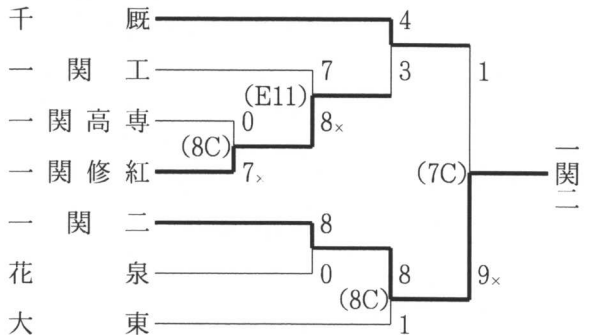 千厩 4
1
一関工 7 3
(E11)
一関高専 0 8×
(8C)
一関修紅 7× (7C) 一関二
一関二 8
花泉 0 8 9×
(8C)
大東 1